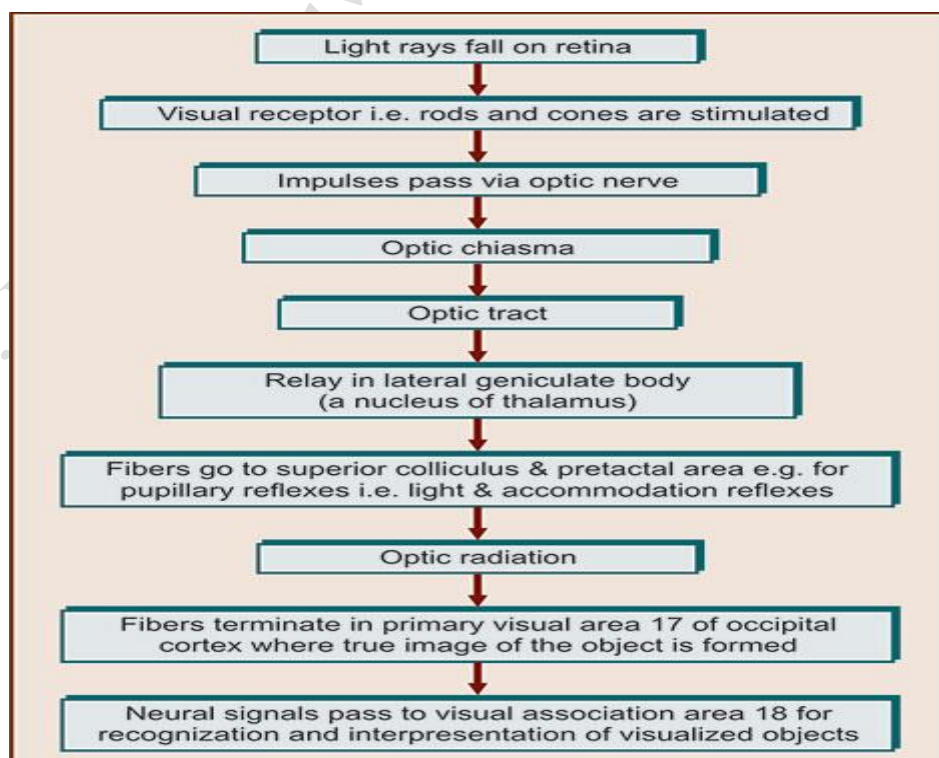 Light rays fall on retina
Visual receptor i.e. rods and cones are stimulated
Impulses pass via optic nerve
Optic chiasma
Optic tract
Relay in lateral geniculate body
(a nucleus of thalamus)
Fibers go to superior colliculus & pretactal area e.g. for
pupillary reflexes i.e. light & accommodation reflexes
Optic radiation
Fibers terminate in primary visual area 17 of occipital
cortex where true image of the object is formed
Neural signals pass to visual association area 18 for
recognization and interpresentation of visualized objects